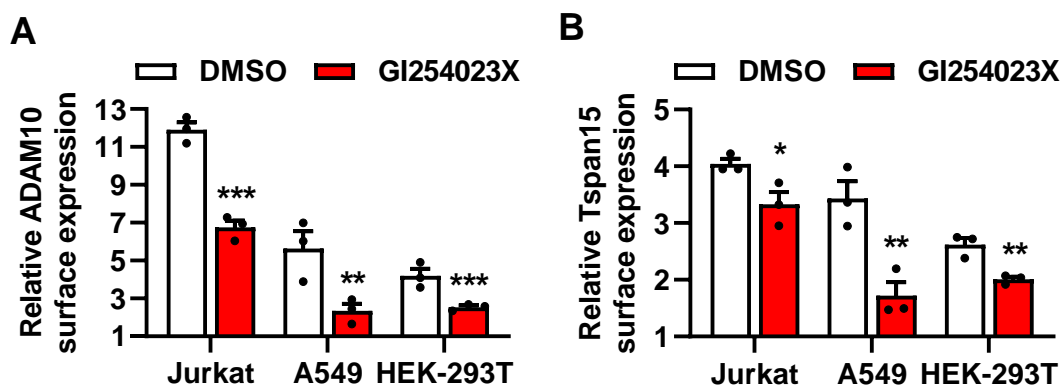 A
DMSO GI254023X
Relative ADAM10
surface expression
13
11
9
7
5
3
1
***
**
***
Jurkat A549 HEK-293T
B
DMSO GI254023X
Relative Tspan15
surface expression
5
4
3
2
1
*
**
**
Jurkat A549 HEK-293T